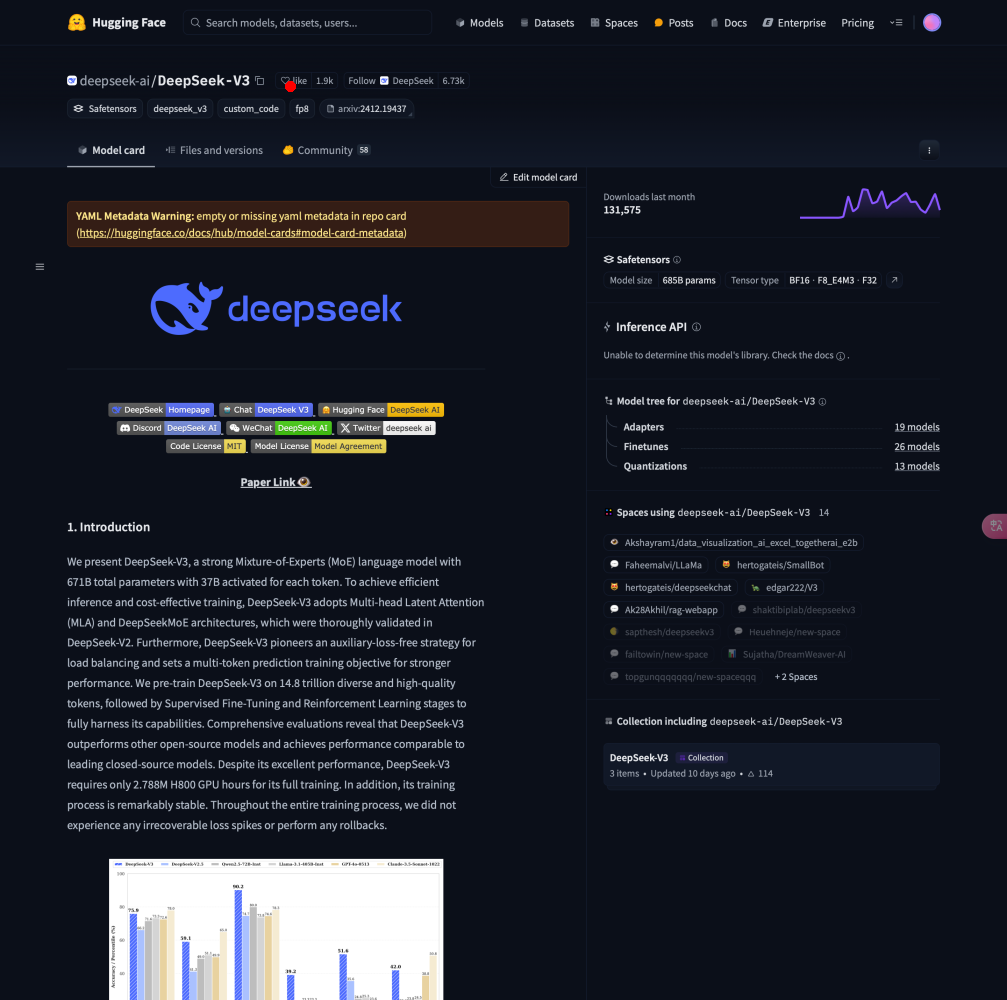 Hugging Face
Search models, datasets, users...
Models
Datasets
Spaces
Posts
Docs
Enterprise
Pricing
deepseek-ai/DeepSeek-V3
like 1.9k
Follow DeepSeek 6.73k
Safetensors
deepseek_v3
custom_code
fp8
arxiv:2412.19437
Model card
Files and versions
Community 58
Edit model card
YAML Metadata Warning: empty or missing yaml metadata in repo card
(https://huggingface.co/docs/hub/model-cards#model-card-metadata)
deepseek
DeepSeek Homepage
Chat DeepSeek V3
Hugging Face DeepSeek AI
Discord DeepSeek AI
WeChat DeepSeek AI
Twitter deepseek ai
Code License MIT
Model License Model Agreement
Paper Link
1. Introduction
We present DeepSeek-V3, a strong Mixture-of-Experts (MoE) language model with
671B total parameters with 37B activated for each token. To achieve efficient
inference and cost-effective training, DeepSeek-V3 adopts Multi-head Latent Attention
(MLA) and DeepSeekMoE architectures, which were thoroughly validated in
DeepSeek-V2. Furthermore, DeepSeek-V3 pioneers an auxiliary-loss-free strategy for
load balancing and sets a multi-token prediction training objective for stronger
performance. We pre-train DeepSeek-V3 on 14.8 trillion diverse and high-quality
tokens, followed by Supervised Fine-Tuning and Reinforcement Learning stages to
fully harness its capabilities. Comprehensive evaluations reveal that DeepSeek-V3
outperforms other open-source models and achieves performance comparable to
leading closed-source models. Despite its excellent performance, DeepSeek-V3
requires only 2.788M H800 GPU hours for its full training. In addition, its training
process is remarkably stable. Throughout the entire training process, we did not
experience any irrecoverable loss spikes or perform any rollbacks.
DeepSeek-V3 DeepSeek-V2.5 Qwen2.5-72B-Inst Llama-3.1-405B-Inst GPT-4o-0513 Claude-3.5-Sonnet-1022
Accuracy / Percentile (%)
100
80
60
40
75.9
59.1
90.2
39.2
51.6
42.0
Downloads last month
131,575
Safetensors
Model size 685B params
Tensor type BF16 · F8_E4M3 · F32
Inference API
Unable to determine this model's library. Check the docs .
Model tree for deepseek-ai/DeepSeek-V3
Adapters 19 models
Finetunes 26 models
Quantizations 13 models
Spaces using deepseek-ai/DeepSeek-V3 14
Akshayram1/data_visualization_ai_excel_togetherai_e2b
Faheemalvi/LLaMa
hertogateis/SmallBot
hertogateis/deepseekchat
edgar222/V3
Ak28Akhil/rag-webapp
shaktibiplab/deepseekv3
sapthesh/deepseekv3
Heuehneje/new-space
failtowin/new-space
Sujatha/DreamWeaver-AI
topgunqqqqqq/new-spaceqqq
+ 2 Spaces
Collection including deepseek-ai/DeepSeek-V3
DeepSeek-V3 Collection
3 items • Updated 10 days ago • 114